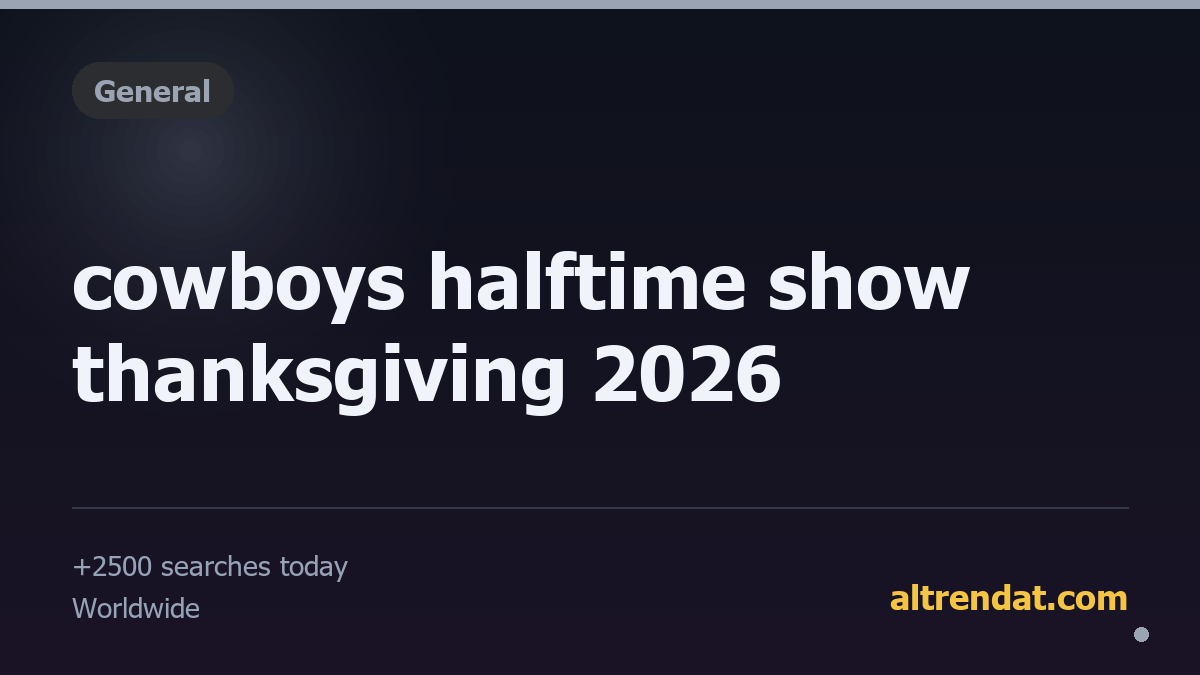 General
cowboys halftime show
thanksgiving 2026
+2500 searches today
Worldwide
altrendat.com